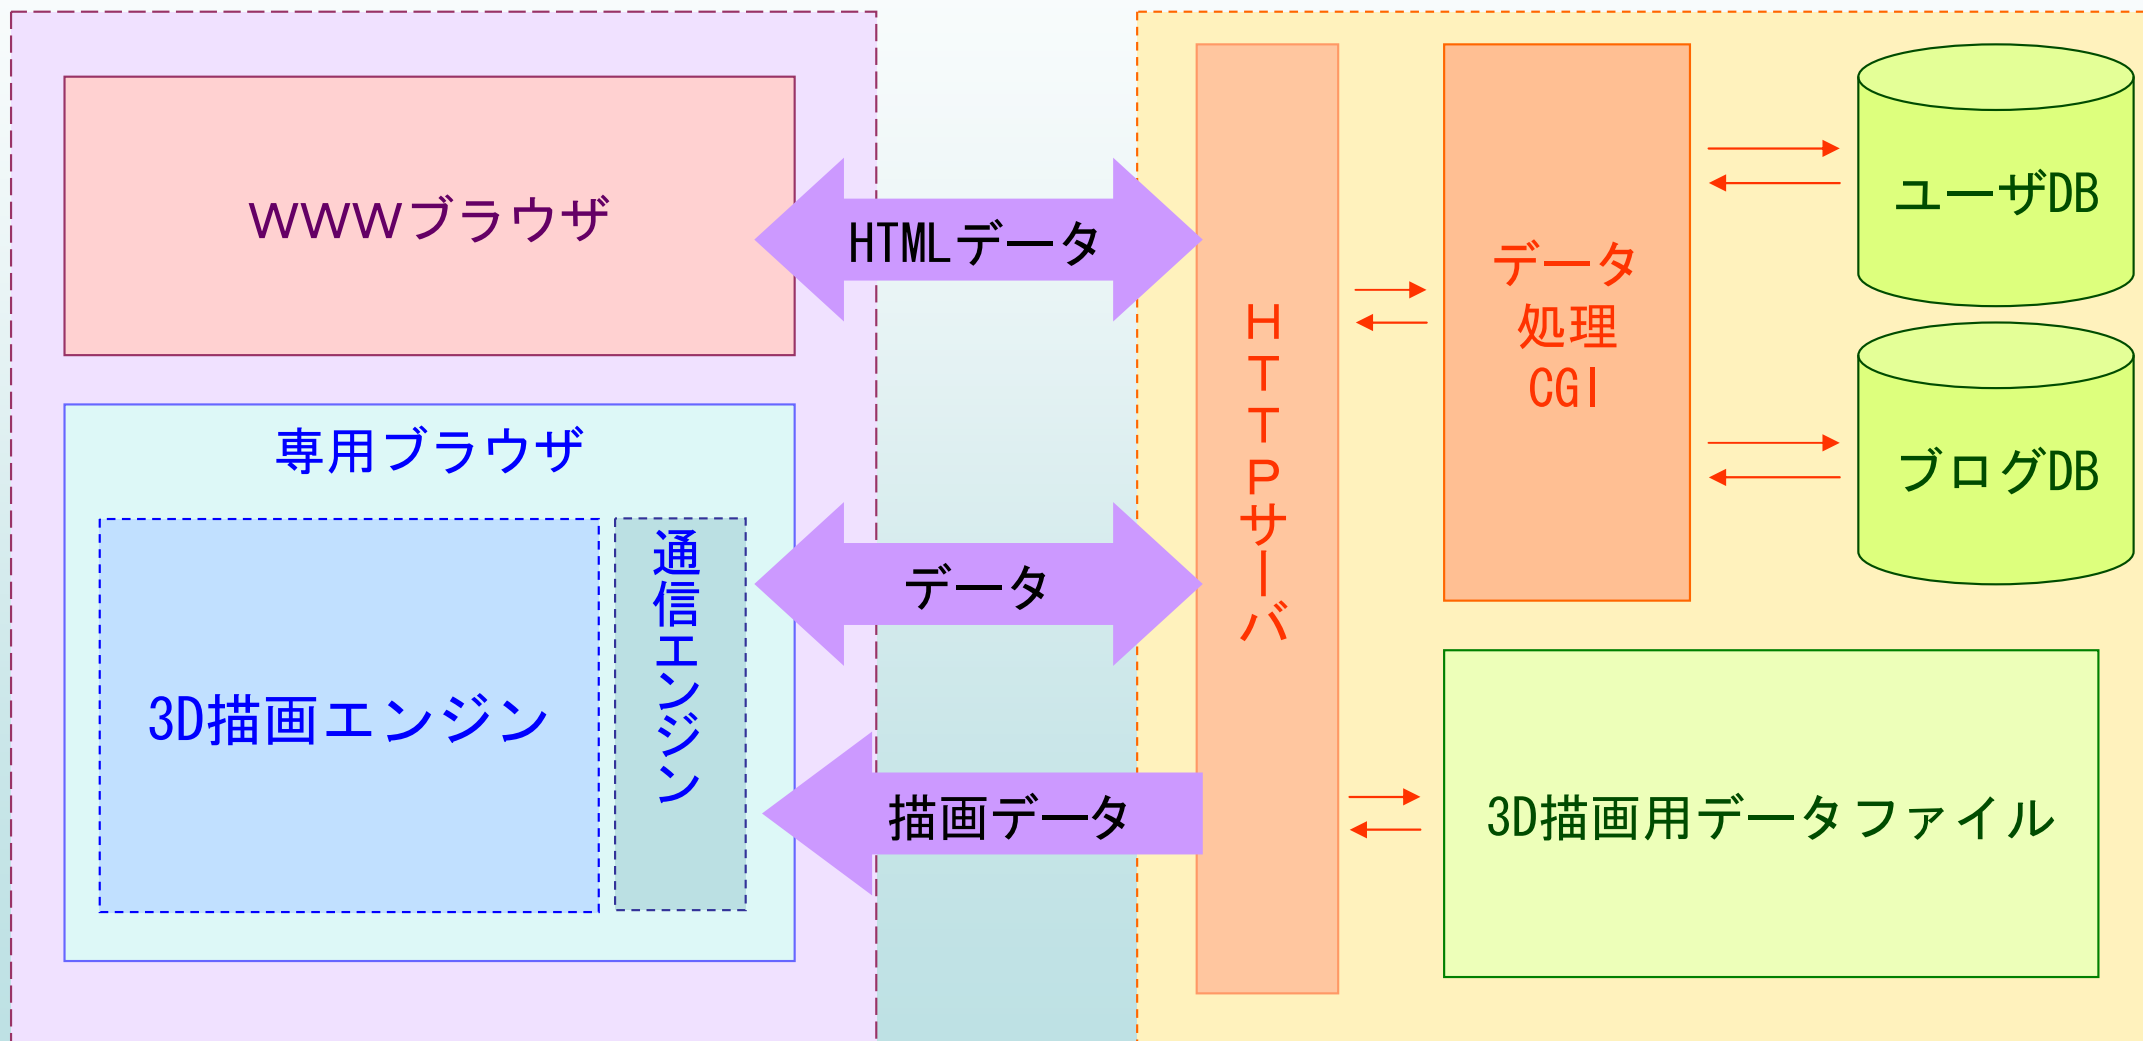 WWWブラウザ
専用ブラウザ
3D描画エンジン
通信エンジン
HTMLデータ
データ
描画データ
HTTPサーバ
データ
処理
CGI
ユーザDB
ブログDB
3D描画用データファイル